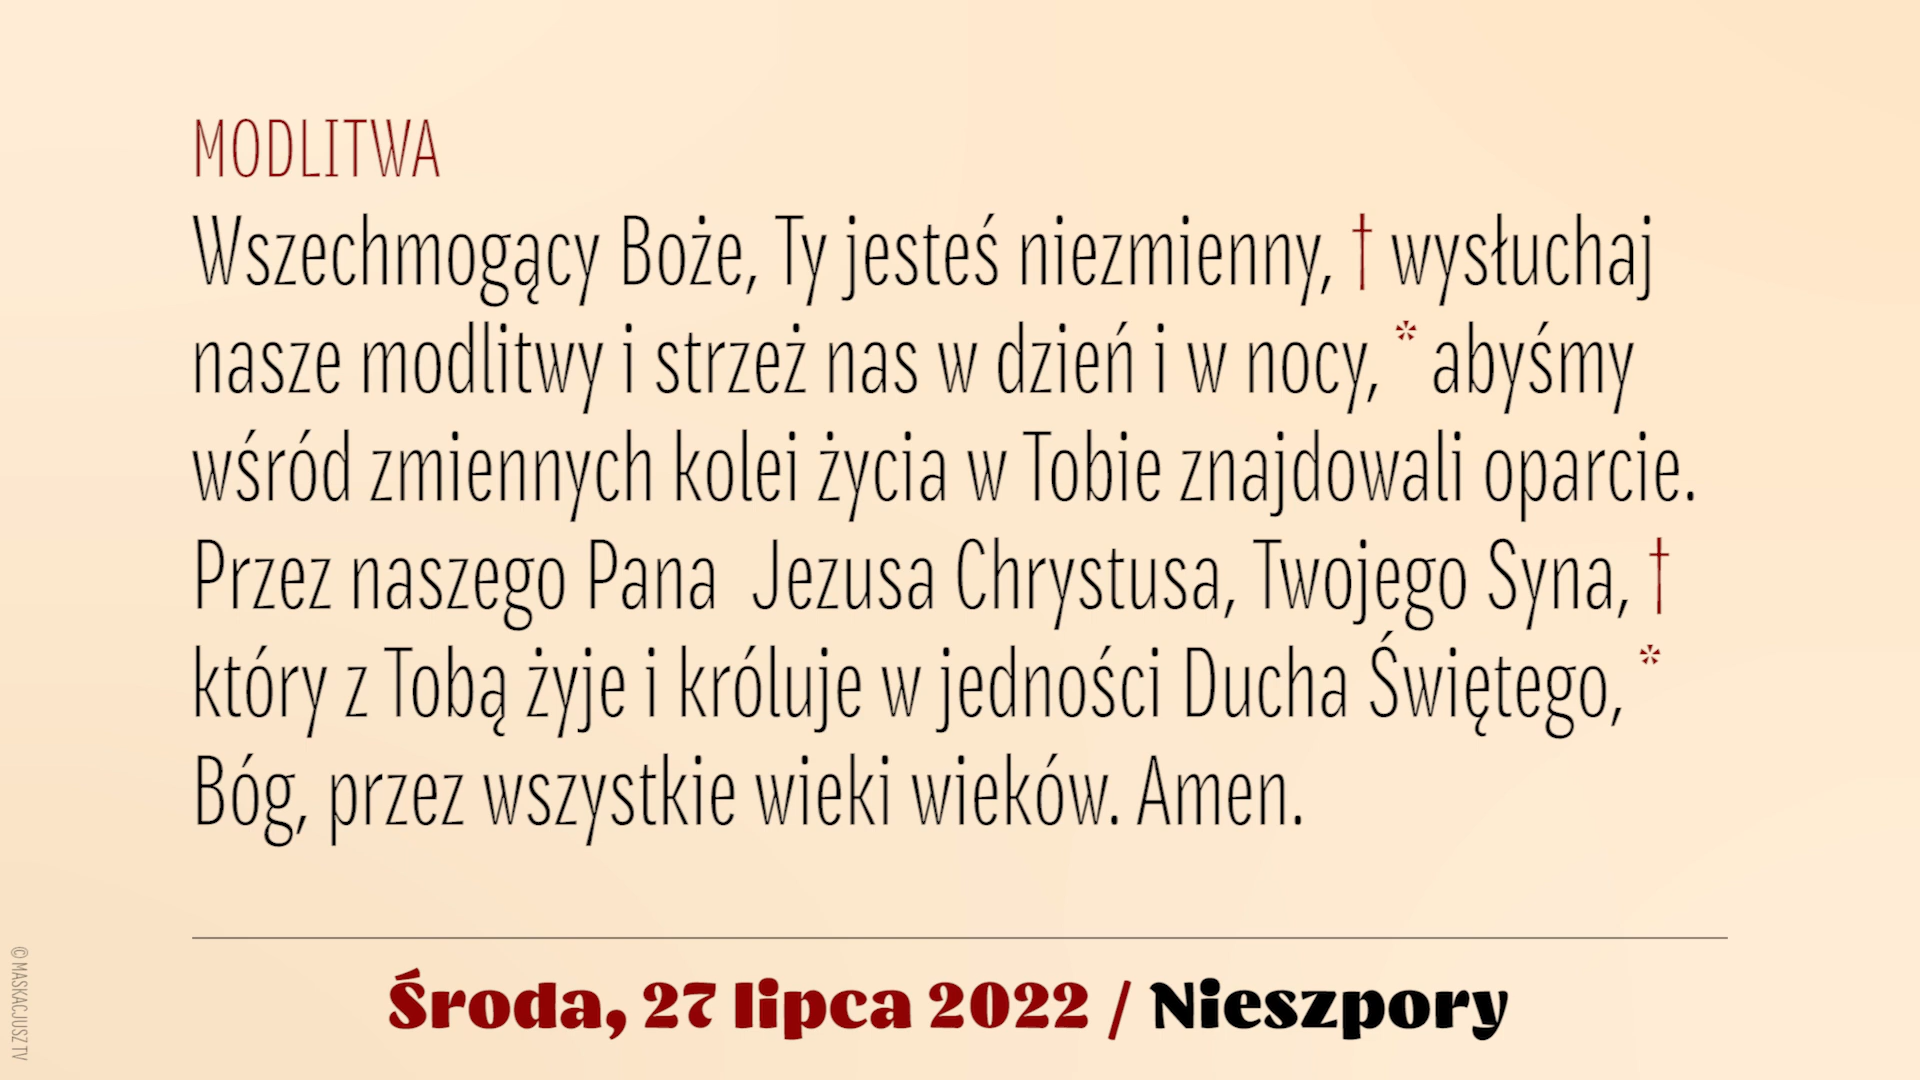 MODLITWA
Wszechmogący Boże, Ty jesteś niezmienny, † wysłuchaj
nasze modlitwy i strzeż nas w dzień i w nocy, * abyśmy
wśród zmiennych kolei życia w Tobie znajdowali oparcie.
Przez naszego Pana Jezusa Chrystusa, Twojego Syna, †
który z Tobą żyje i króluje w jedności Ducha Świętego, *
Bóg, przez wszystkie wieki wieków. Amen.
Środa, 27 lipca 2022 / Nieszpory
© MASKACJUSZ TV